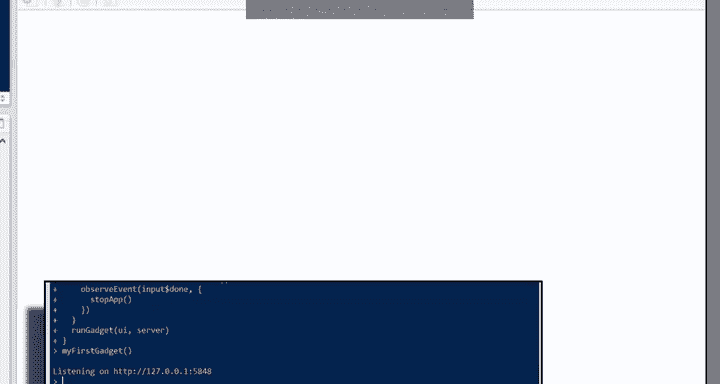 +     observeEvent(input$done, {
+       stopApp()
+     })
+   }
+   runGadget(ui, server)
+ }
> myFirstGadget()
Listening on http://127.0.0.1:5848
>